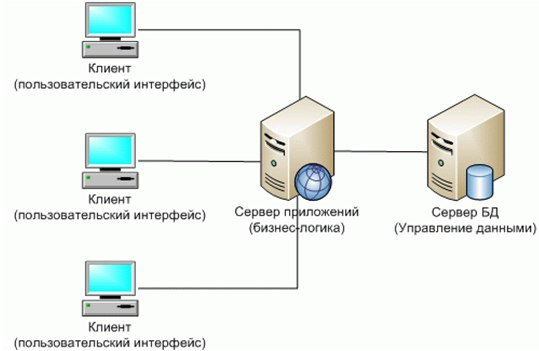 Клиент
(пользовательский интерфейс)
Клиент
(пользовательский интерфейс)
Сервер приложений
(бизнес-логика)
Сервер БД
(Управление данными)
Клиент
(пользовательский интерфейс)